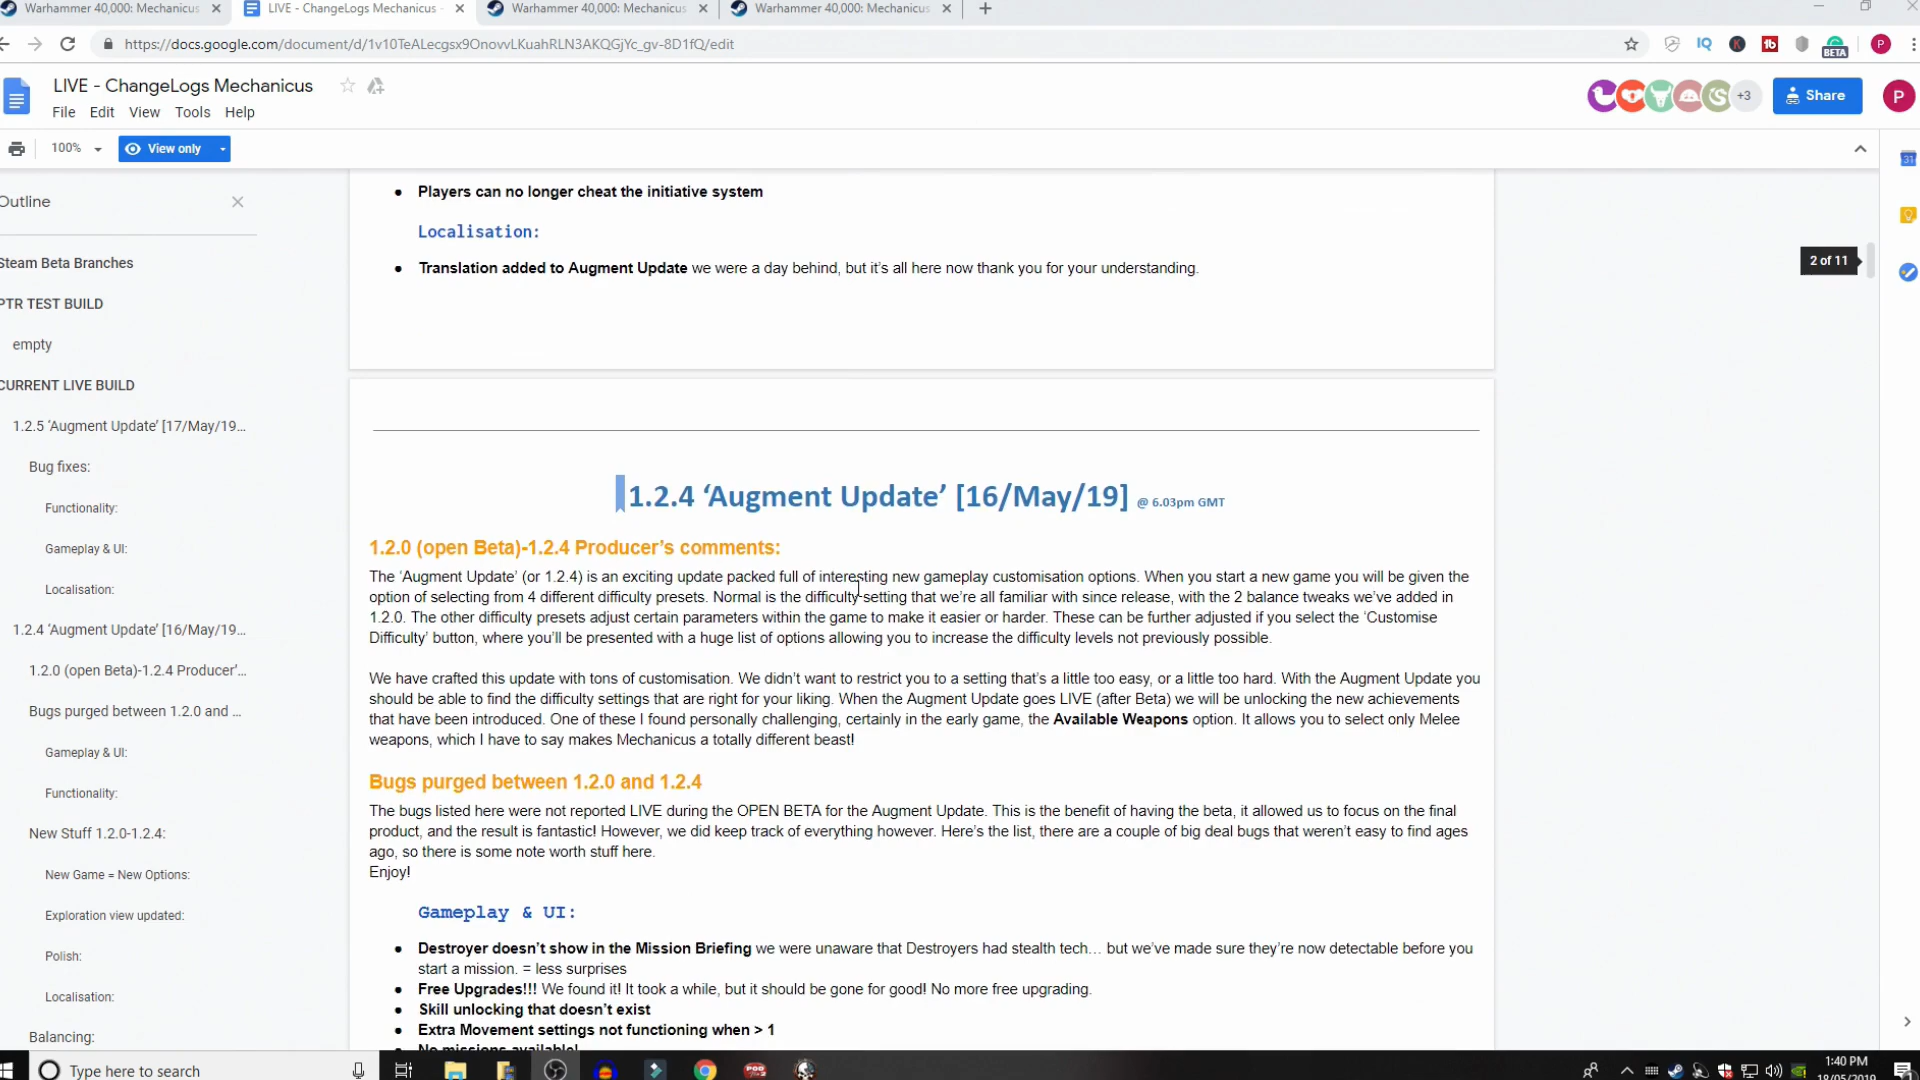 Warhammer 40,000: Mechanicus
LIVE - ChangeLogs Mechanicus -
Warhammer 40,000: Mechanicus
Warhammer 40,000: Mechanicus
https://docs.google.com/document/d/1v10TeALecgsx9OnovvLKuahRLN3AKQGjYc_gv-8D1fQ/edit
IQ
K
tb
BETA
P
LIVE - ChangeLogs Mechanicus
File Edit View Tools Help
+3
Share
P
100%
View only
31
Outline
Steam Beta Branches
PTR TEST BUILD
empty
CURRENT LIVE BUILD
1.2.5 ‘Augment Update’ [17/May/19...
Bug fixes:
Functionality:
Gameplay & UI:
Localisation:
1.2.4 ‘Augment Update’ [16/May/19...
1.2.0 (open Beta)-1.2.4 Producer’...
Bugs purged between 1.2.0 and ...
Gameplay & UI:
Functionality:
New Stuff 1.2.0-1.2.4:
New Game = New Options:
Exploration view updated:
Polish:
Localisation:
Balancing:
• Players can no longer cheat the initiative system
Localisation:
• Translation added to Augment Update we were a day behind, but it’s all here now thank you for your understanding.
2 of 11
1.2.4 ‘Augment Update’ [16/May/19] @ 6.03pm GMT
1.2.0 (open Beta)-1.2.4 Producer’s comments:
The ‘Augment Update’ (or 1.2.4) is an exciting update packed full of interesting new gameplay customisation options. When you start a new game you will be given the
option of selecting from 4 different difficulty presets. Normal is the difficulty setting that we’re all familiar with since release, with the 2 balance tweaks we’ve added in
1.2.0. The other difficulty presets adjust certain parameters within the game to make it easier or harder. These can be further adjusted if you select the ‘Customise
Difficulty’ button, where you’ll be presented with a huge list of options allowing you to increase the difficulty levels not previously possible.
We have crafted this update with tons of customisation. We didn’t want to restrict you to a setting that’s a little too easy, or a little too hard. With the Augment Update you
should be able to find the difficulty settings that are right for your liking. When the Augment Update goes LIVE (after Beta) we will be unlocking the new achievements
that have been introduced. One of these I found personally challenging, certainly in the early game, the Available Weapons option. It allows you to select only Melee
weapons, which I have to say makes Mechanicus a totally different beast!
Bugs purged between 1.2.0 and 1.2.4
The bugs listed here were not reported LIVE during the OPEN BETA for the Augment Update. This is the benefit of having the beta, it allowed us to focus on the final
product, and the result is fantastic! However, we did keep track of everything however. Here’s the list, there are a couple of big deal bugs that weren’t easy to find ages
ago, so there is some note worth stuff here.
Enjoy!
Gameplay & UI:
• Destroyer doesn’t show in the Mission Briefing we were unaware that Destroyers had stealth tech… but we’ve made sure they’re now detectable before you
start a mission. = less surprises
• Free Upgrades!!! We found it! It took a while, but it should be gone for good! No more free upgrading.
• Skill unlocking that doesn’t exist
• Extra Movement settings not functioning when > 1
• No missions available!
Type here to search
1:40 PM
18/05/2019